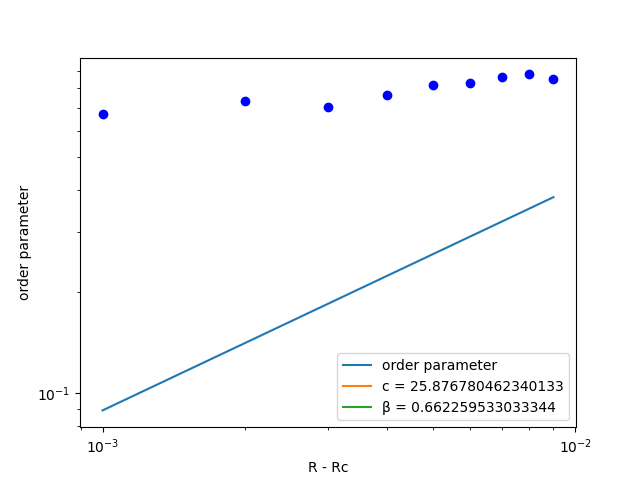 order parameter
10⁻¹
10⁻³
10⁻²
R - Rc
order parameter
c = 25.876780462340133
β = 0.662259533033344